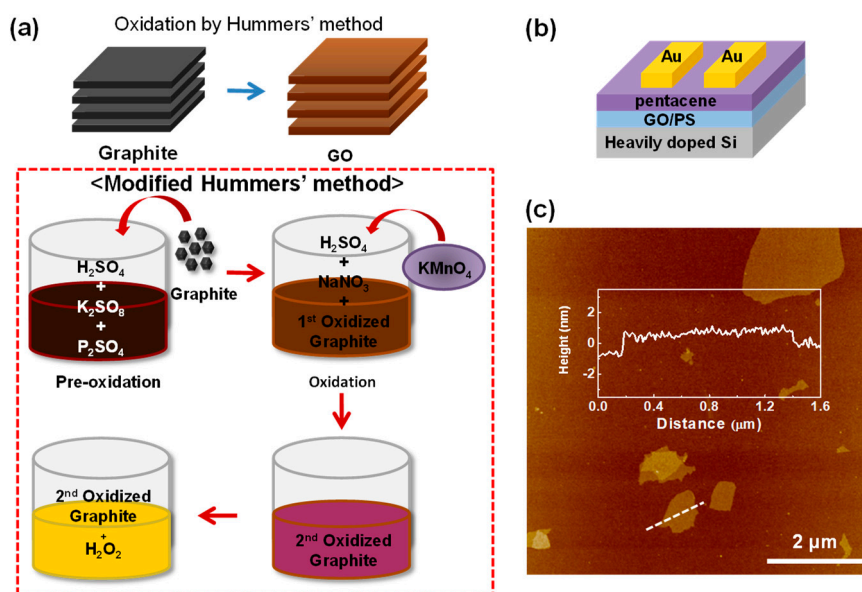 (a)
Oxidation by Hummers' method
Graphite
GO
<Modified Hummers' method>
H₂SO₄
+
K₂SO₈
+
P₂SO₄
Graphite
Pre-oxidation
H₂SO₄
+
NaNO₃
+
1st Oxidized
Graphite
KMnO₄
Oxidation
2nd Oxidized
Graphite
+
H₂O₂
2nd Oxidized
Graphite
(b)
Au
Au
pentacene
GO/PS
Heavily doped Si
(c)
Height (nm)
2
0
-2
0.0
0.4
0.8
1.2
1.6
Distance (μm)
2 μm